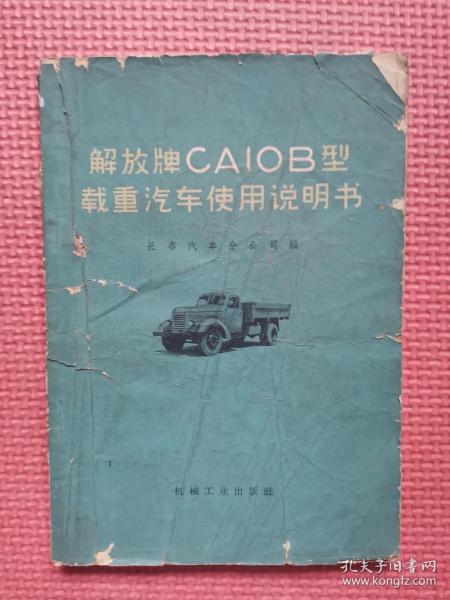 解放牌CA10B型
载重汽车使用说明书
长春汽车分公司编
机械工业出版社
孔夫子旧书网
www.kongfz.com